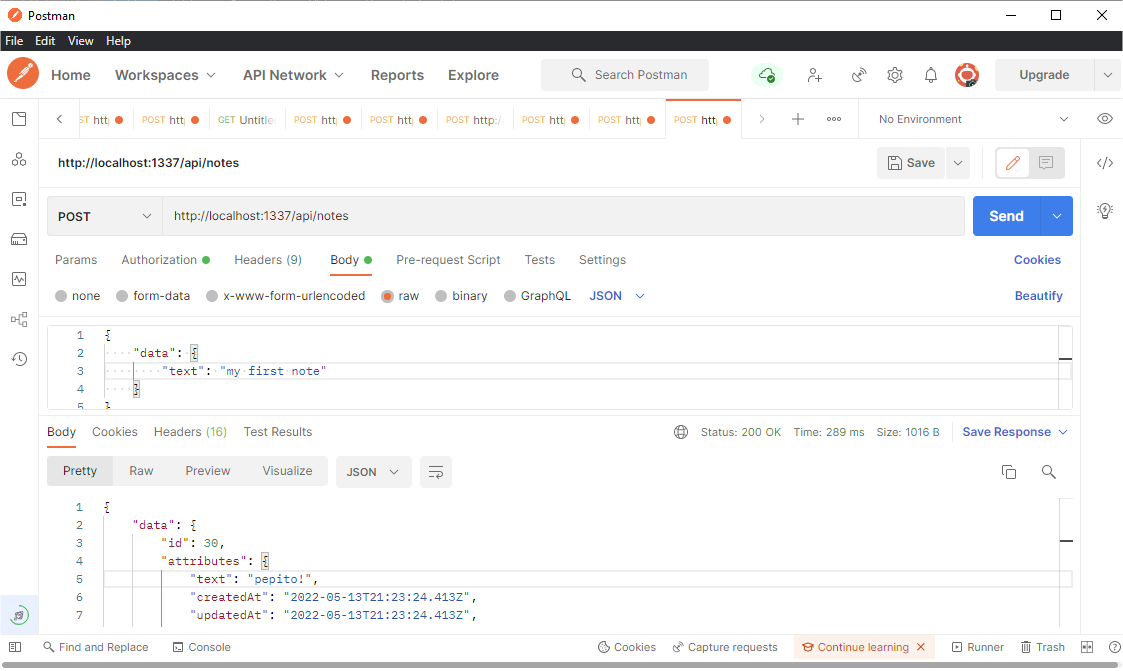 Postman
File Edit View Help
Home Workspaces API Network Reports Explore Search Postman Upgrade
ST htt POST htt GET Untitle POST htt POST htt POST http:/ POST htt POST htt POST htt No Environment
http://localhost:1337/api/notes Save
POST http://localhost:1337/api/notes Send
Params Authorization Headers (9) Body Pre-request Script Tests Settings Cookies
none form-data x-www-form-urlencoded raw binary GraphQL JSON Beautify
1 {
2 "data": {
3 "text": "my first note"
4 }
5 }
Body Cookies Headers (16) Test Results Status: 200 OK Time: 289 ms Size: 1016 B Save Response
Pretty Raw Preview Visualize JSON
1 {
2 "data": {
3 "id": 30,
4 "attributes": {
5 "text": "pepito!",
6 "createdAt": "2022-05-13T21:23:24.413Z",
7 "updatedAt": "2022-05-13T21:23:24.413Z",
Find and Replace Console Cookies Capture requests Continue learning Runner Trash